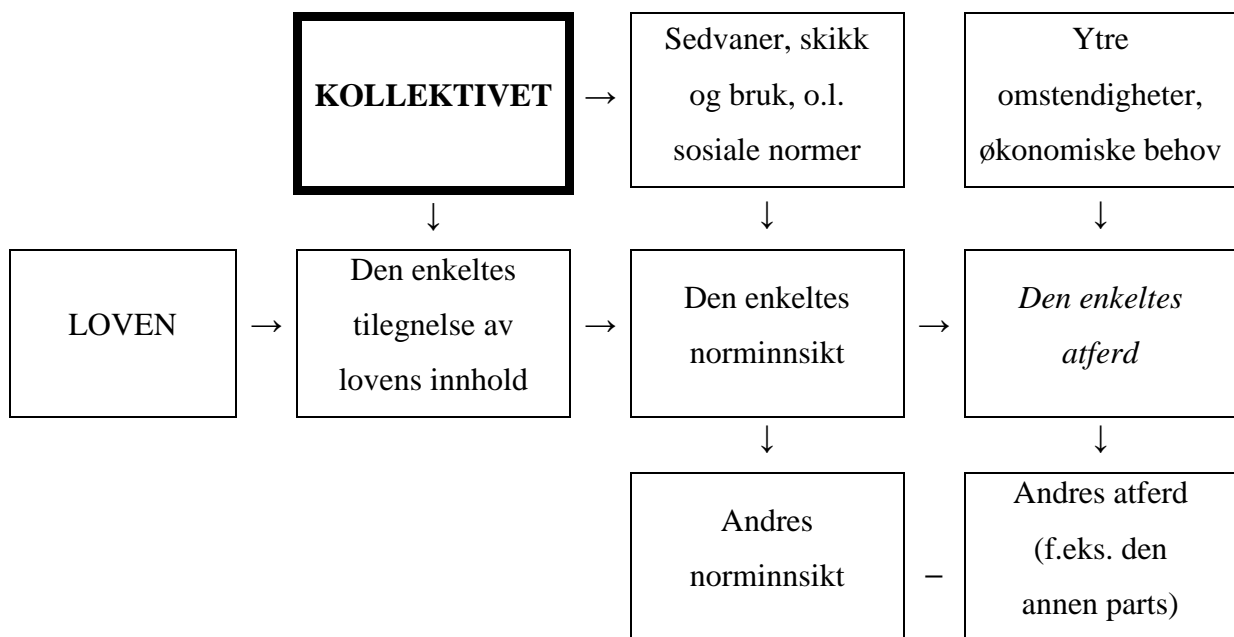 KOLLEKTIVET
→
Sedvaner, skikk
og bruk, o.l.
sosiale normer
Ytre
omstendigheter,
økonomiske behov
↓
↓
↓
LOVEN
→
Den enkeltes
tilegnelse av
lovens innhold
→
Den enkeltes
norminnsikt
→
Den enkeltes
atferd
↓
↓
Andres
norminnsikt
–
Andres atferd
(f.eks. den
annen parts)